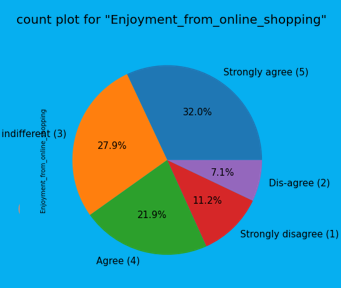 count plot for "Enjoyment_from_online_shopping"
Strongly agree (5)
32.0%
indifferent (3)
27.9%
Enjoyment_from_online_shopping
7.1%
Dis-agree (2)
11.2%
21.9%
Strongly disagree (1)
Agree (4)